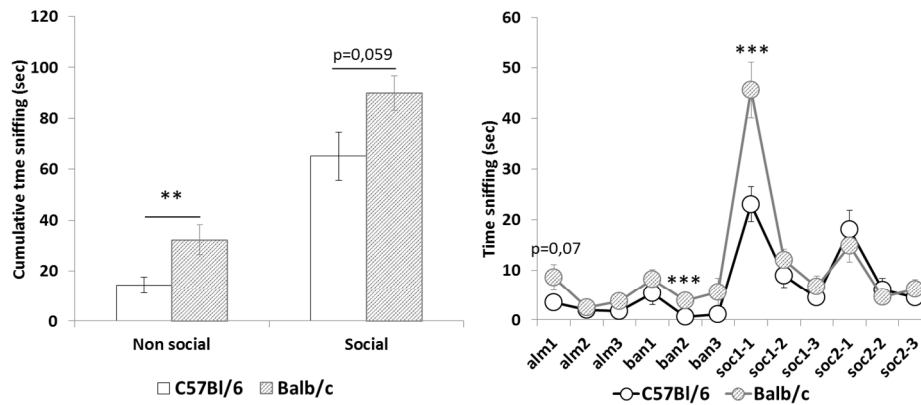 Cumulative tme sniffing (sec)
120
100
80
60
40
20
0
**
p=0,059
Non social
Social
C57Bl/6
Balb/c
Time sniffing (sec)
60
50
40
30
20
10
0
p=0,07
***
***
alm1
alm2
alm3
ban1
ban2
ban3
soc1-1
soc1-2
soc1-3
soc2-1
soc2-2
soc2-3
C57Bl/6
Balb/c